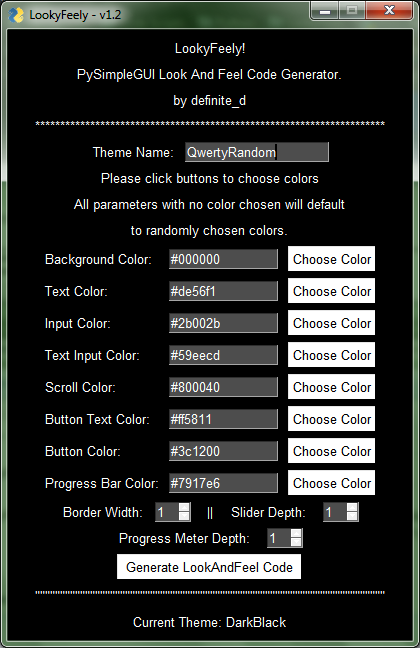 LookyFeely - v1.2
LookyFeely!
PySimpleGUI Look And Feel Code Generator.
by definite_d
**********************************************************************
Theme Name: QwertyRandom
Please click buttons to choose colors
All parameters with no color chosen will default
to randomly chosen colors.
Background Color: #000000 Choose Color
Text Color: #de56f1 Choose Color
Input Color: #2b002b Choose Color
Text Input Color: #59eecd Choose Color
Scroll Color: #800040 Choose Color
Button Text Color: #ff5811 Choose Color
Button Color: #3c1200 Choose Color
Progress Bar Color: #7917e6 Choose Color
Border Width: 1 || Slider Depth: 1
Progress Meter Depth: 1
Generate LookAndFeel Code
""""""""""""""""""""""""""""""""""""""""""""""""""""""""""""""""""""""
Current Theme: DarkBlack